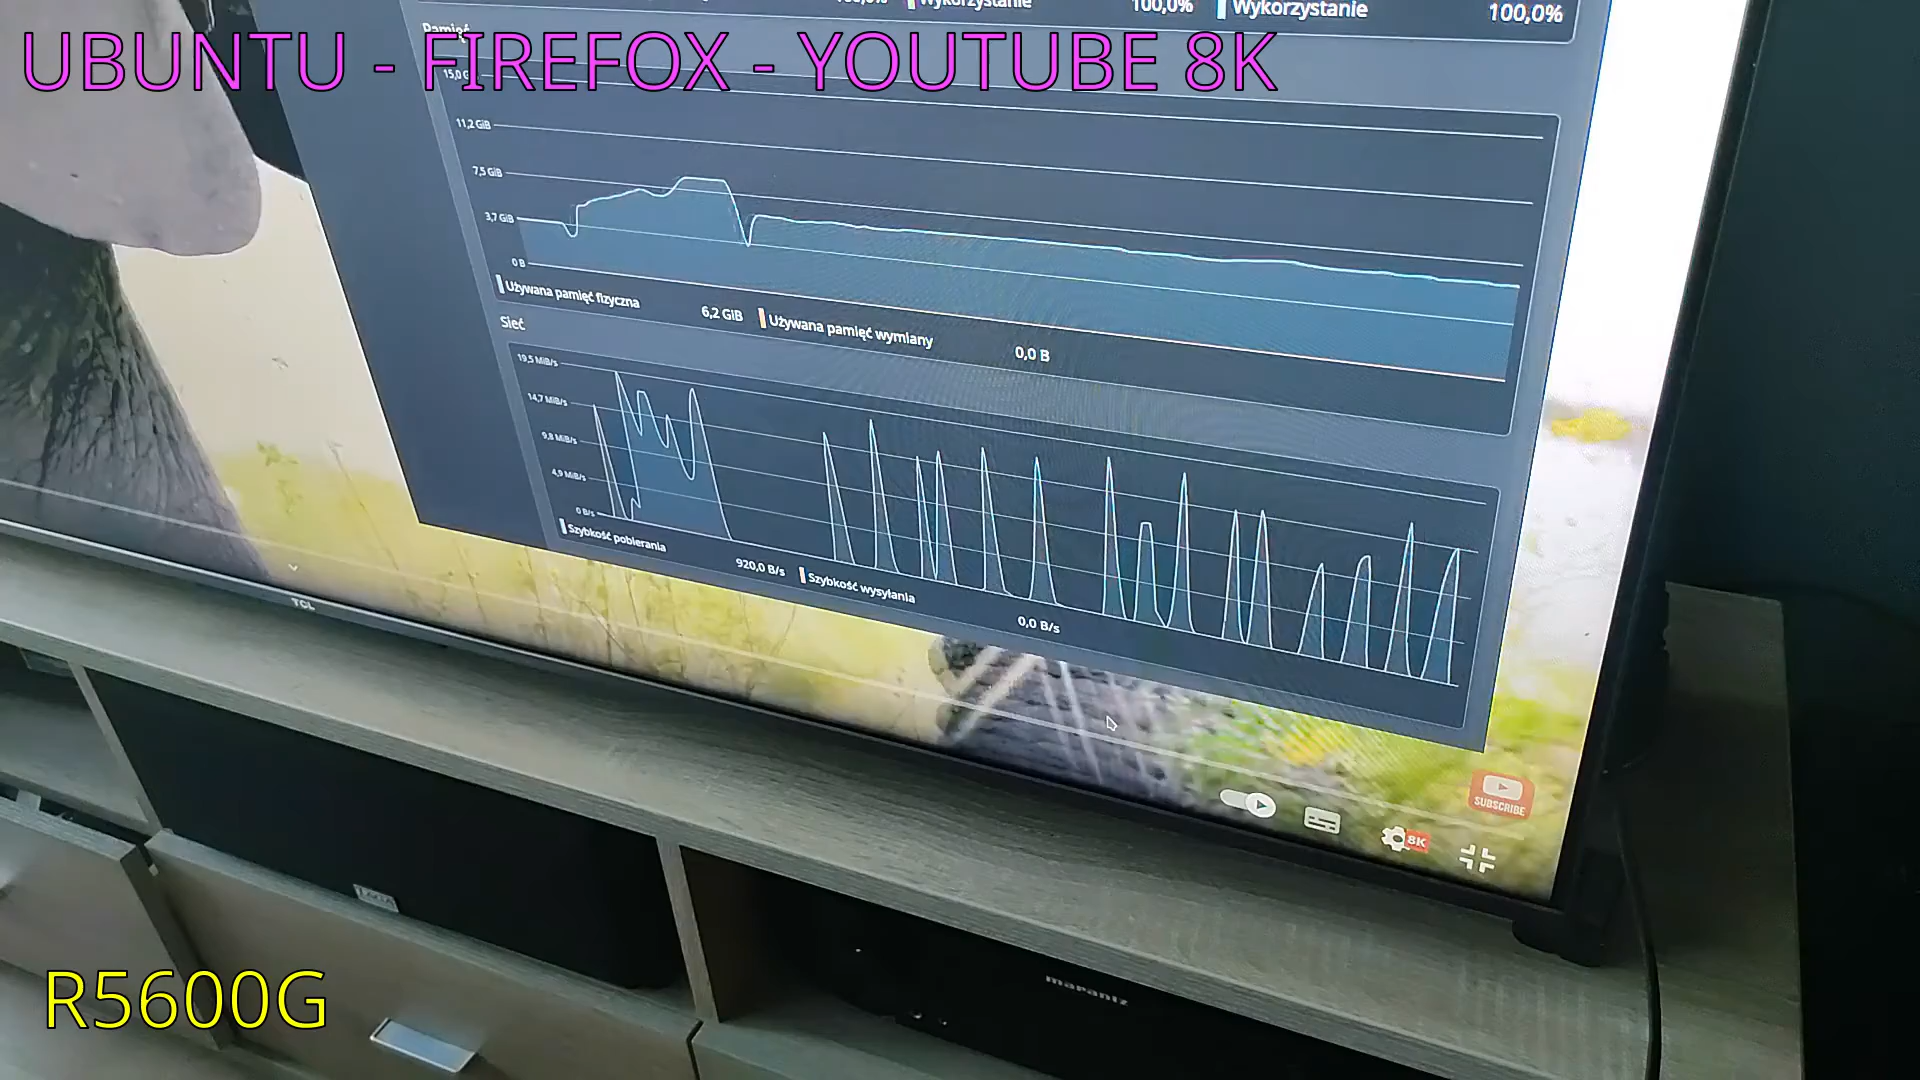 Wykorzystanie 100,0% Wykorzystanie 100,0%
Pamięć
UBUNTU - FIREFOX - YOUTUBE 8K
11,2 GiB
7,5 GiB
3,7 GiB
0 B
Używana pamięć fizyczna 6,2 GiB Używana pamięć wymiany 0,0 B
Sieć
19,5 MiB/s
14,7 MiB/s
9,8 MiB/s
4,9 MiB/s
0 B/s
Szybkość pobierania 920,0 B/s Szybkość wysyłania 0,0 B/s
TCL
SUBSCRIBE
8K
marantz
R5600G